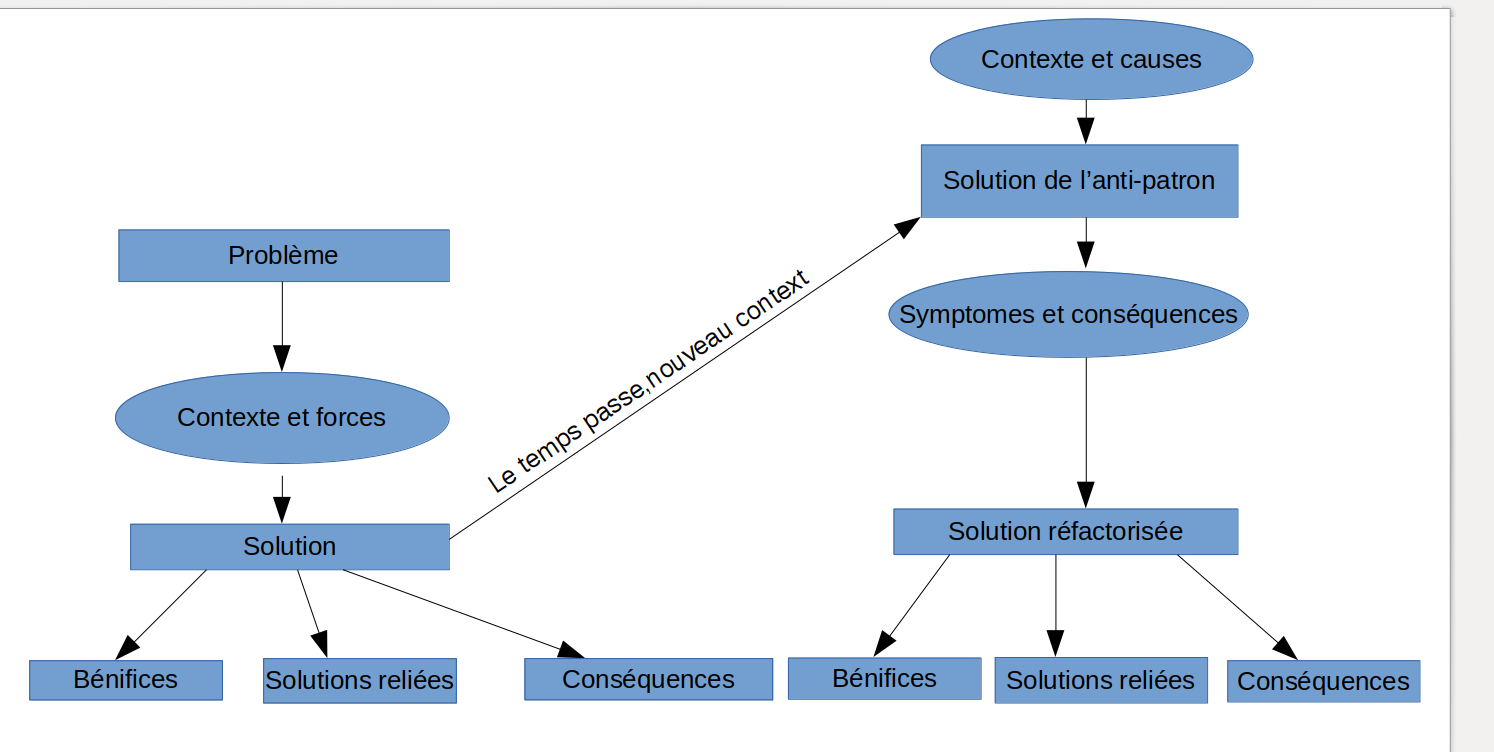 Contexte et causes
Solution de l’anti-patron
Problème
Symptomes et conséquences
Le temps passe,nouveau context
Contexte et forces
Solution réfactorisée
Solution
Bénifices
Solutions reliées
Conséquences
Bénifices
Solutions reliées
Conséquences